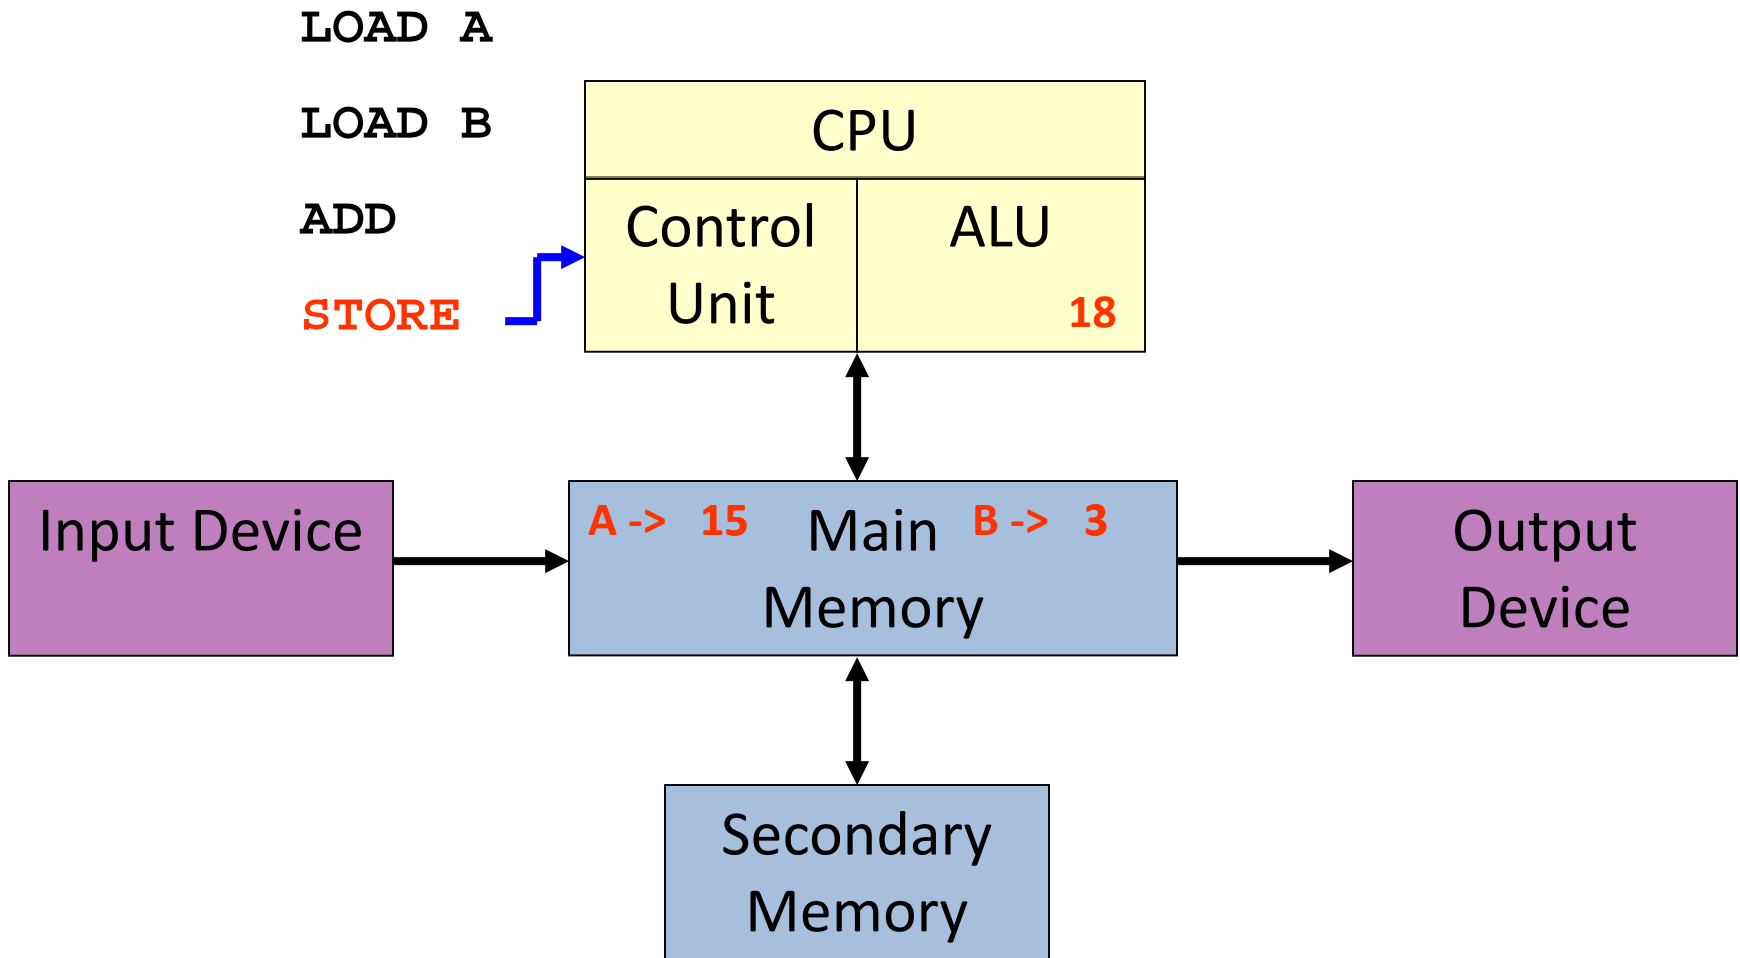 LOAD A
LOAD B
ADD
STORE
CPU
Control
Unit
ALU
18
Input Device
A -> 15
Main
Memory
B -> 3
Output
Device
Secondary
Memory